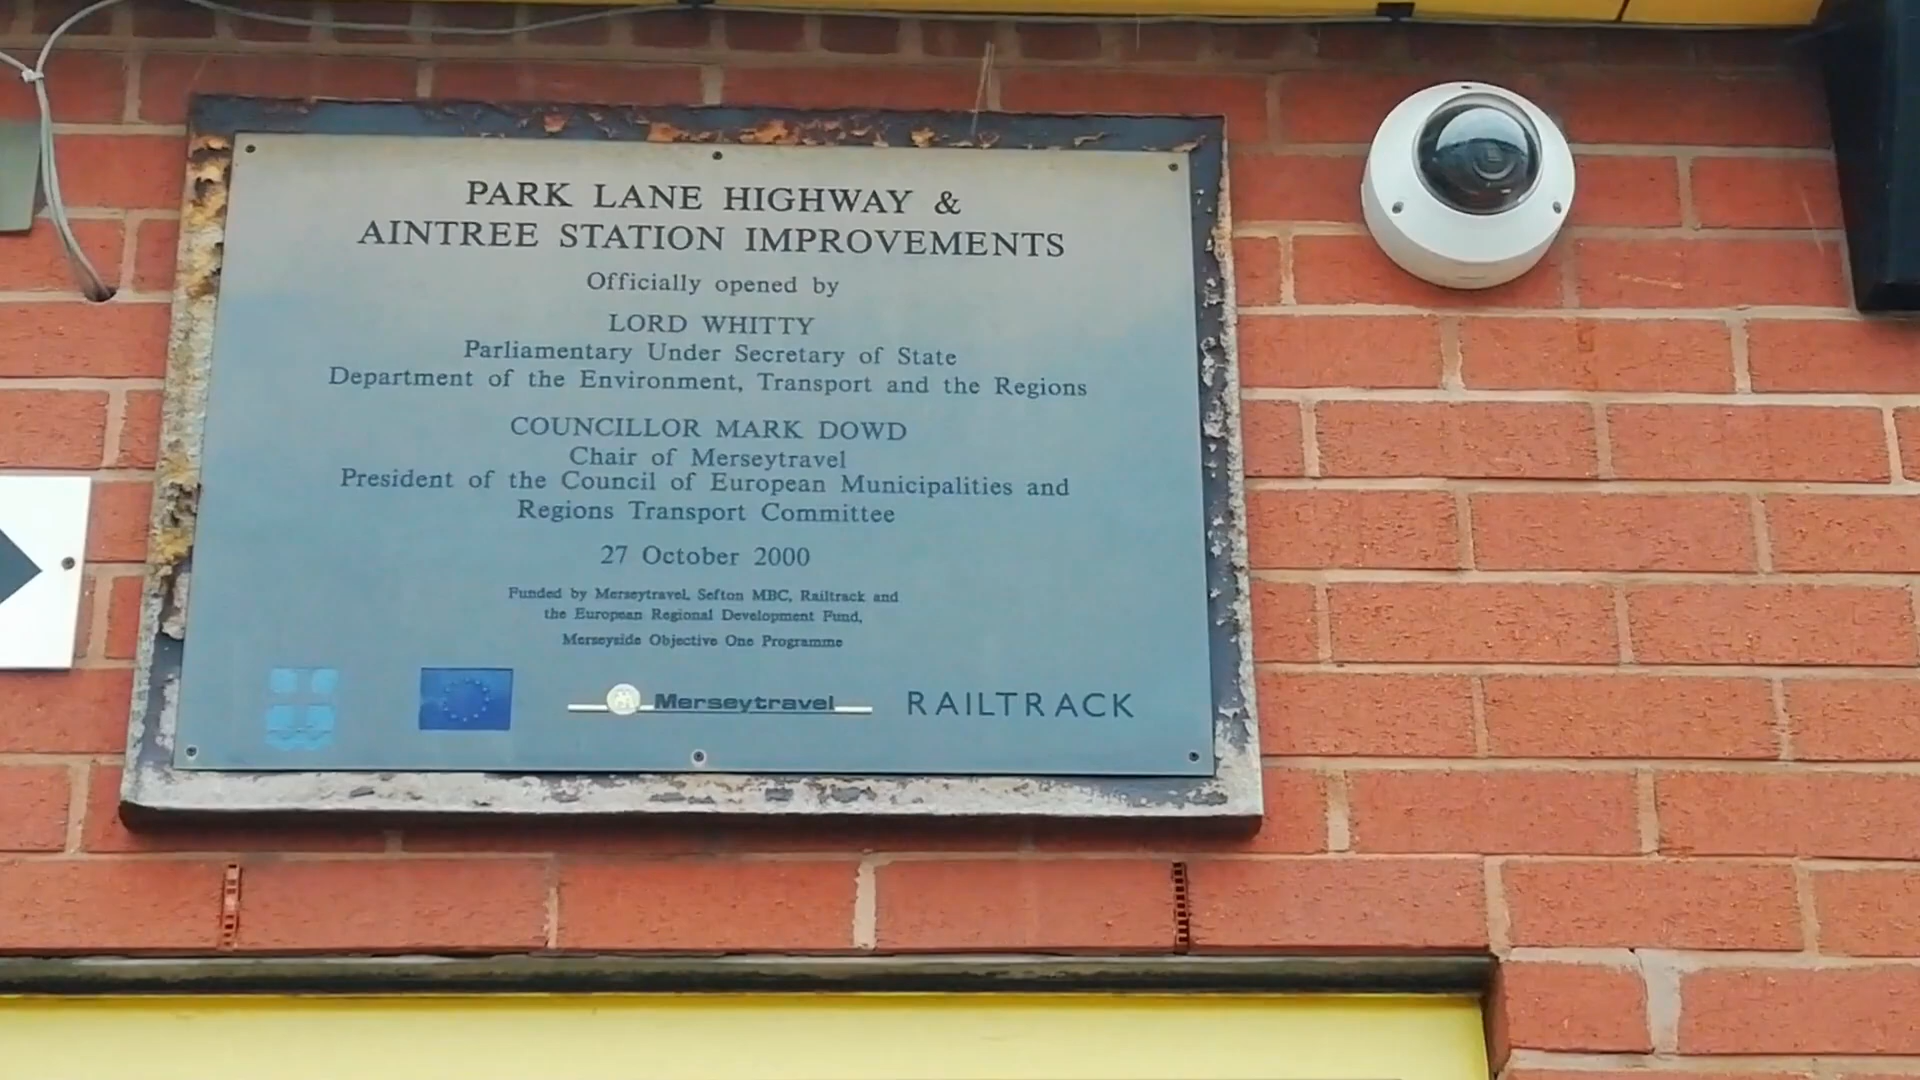 PARK LANE HIGHWAY &
AINTREE STATION IMPROVEMENTS
Officially opened by
LORD WHITTY
Parliamentary Under Secretary of State
Department of the Environment, Transport and the Regions
COUNCILLOR MARK DOWD
Chair of Merseytravel
President of the Council of European Municipalities and
Regions Transport Committee
27 October 2000
Funded by Merseytravel, Sefton MBC, Railtrack and
the European Regional Development Fund,
Merseyside Objective One Programme
Merseytravel
RAILTRACK